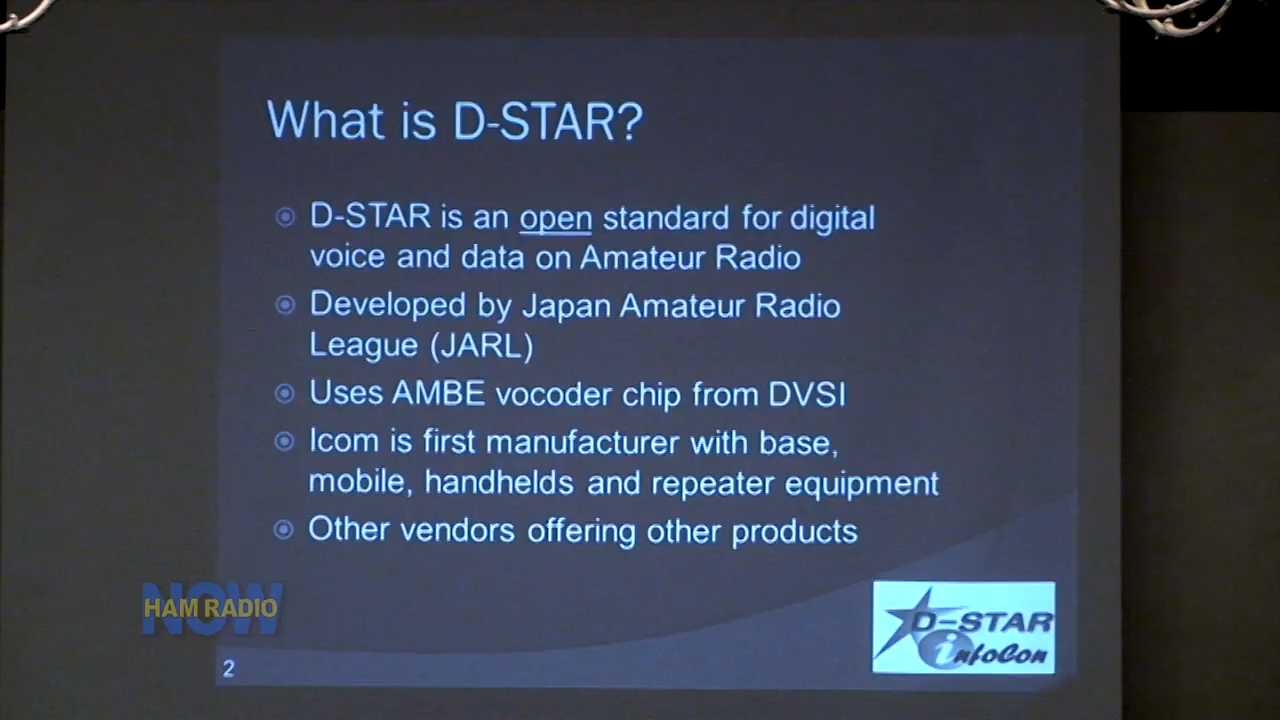 What is D-STAR?
D-STAR is an open standard for digital
voice and data on Amateur Radio
Developed by Japan Amateur Radio
League (JARL)
Uses AMBE vocoder chip from DVSI
Icom is first manufacturer with base,
mobile, handhelds and repeater equipment
Other vendors offering other products
NOW
HAM RADIO
D-STAR
infoCon
2